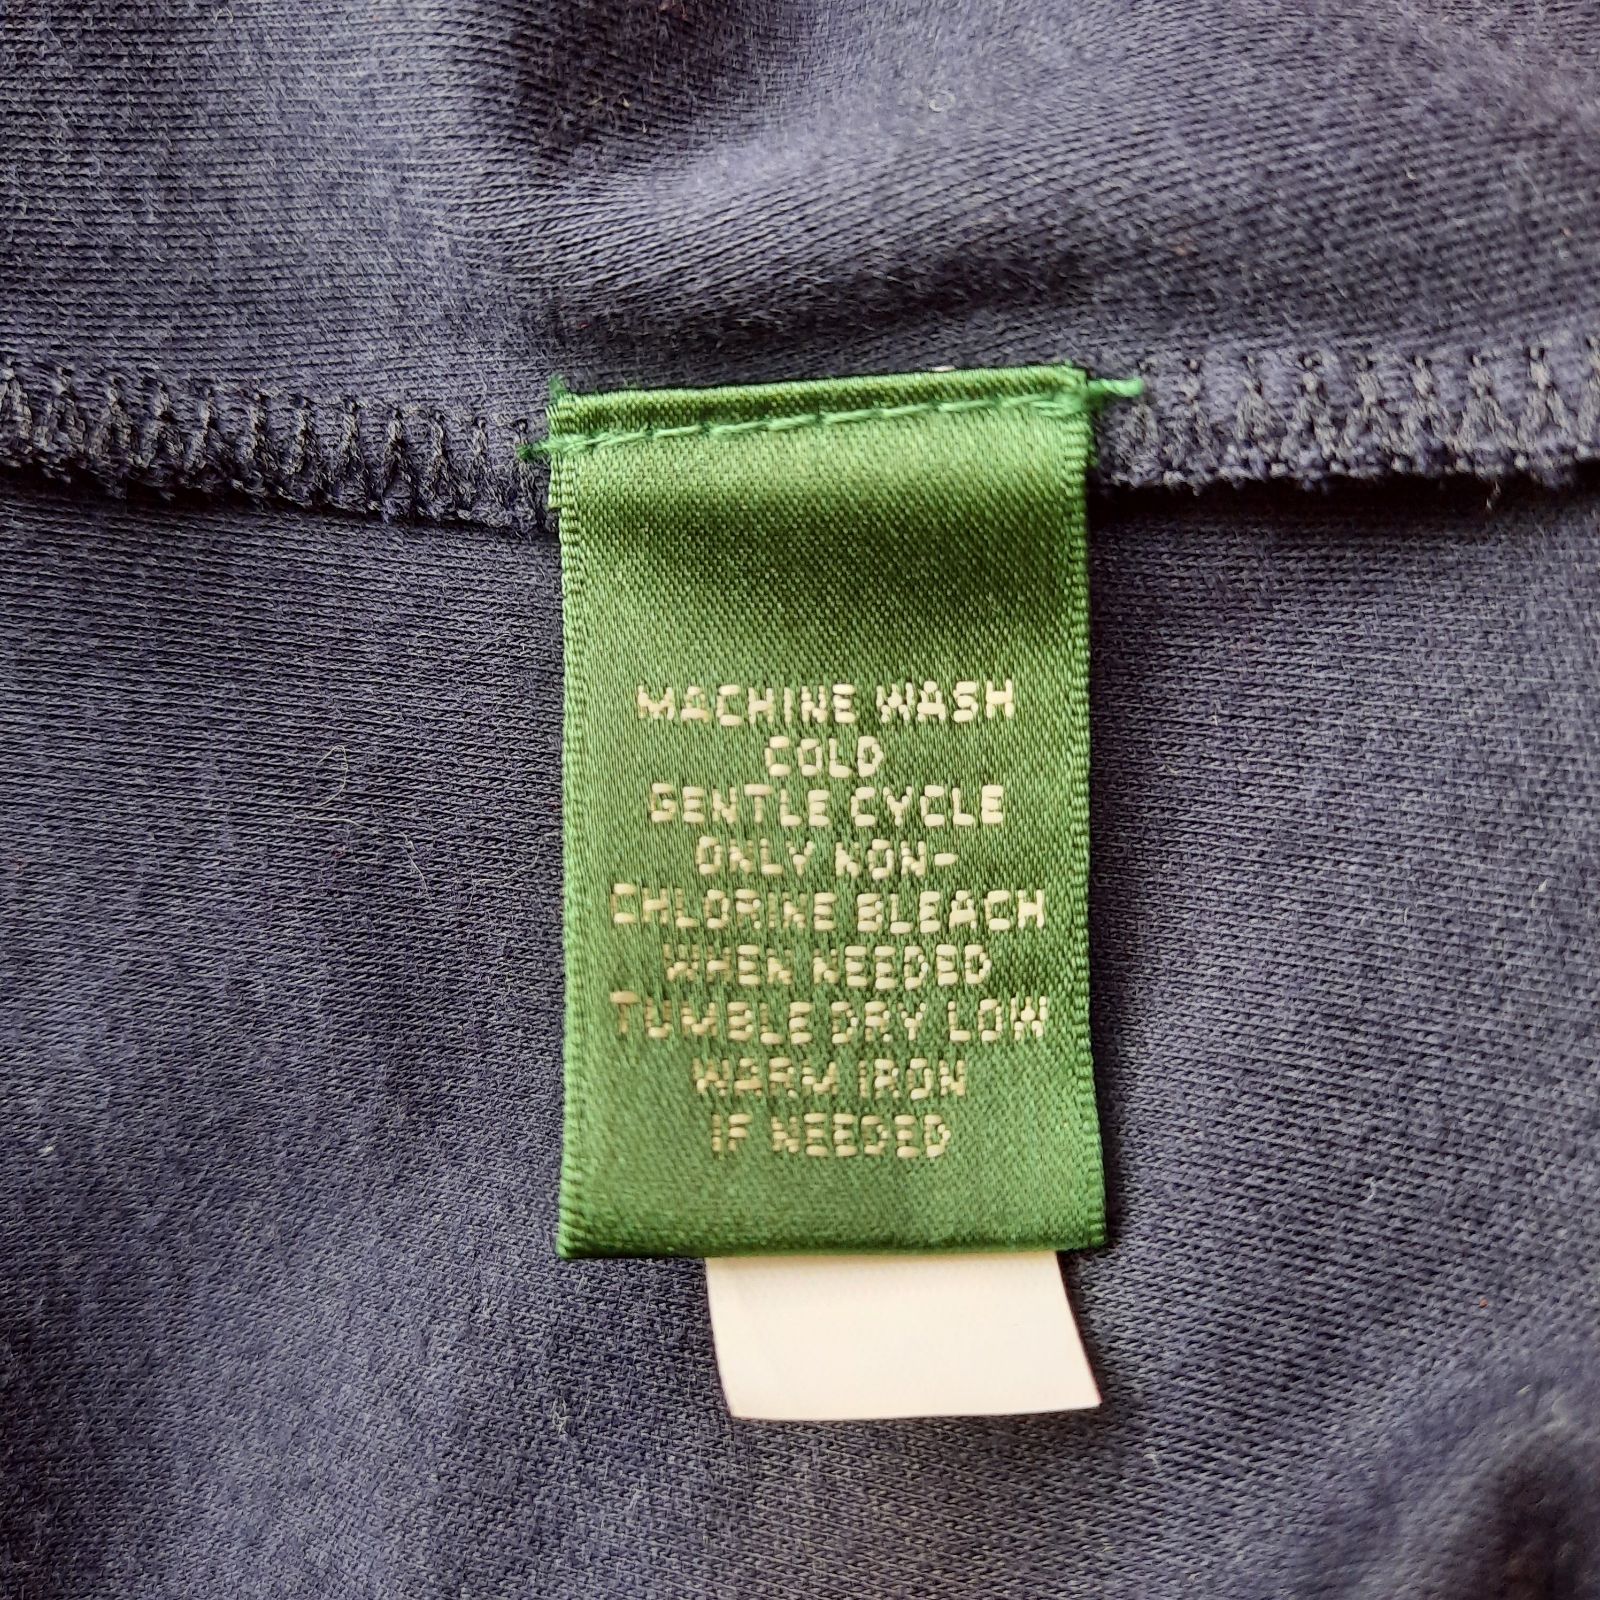 MACHINE WASH
COLD
GENTLE CYCLE
ONLY NON-
CHLORINE BLEACH
WHEN NEEDED
TUMBLE DRY LOW
WARM IRON
IF NEEDED